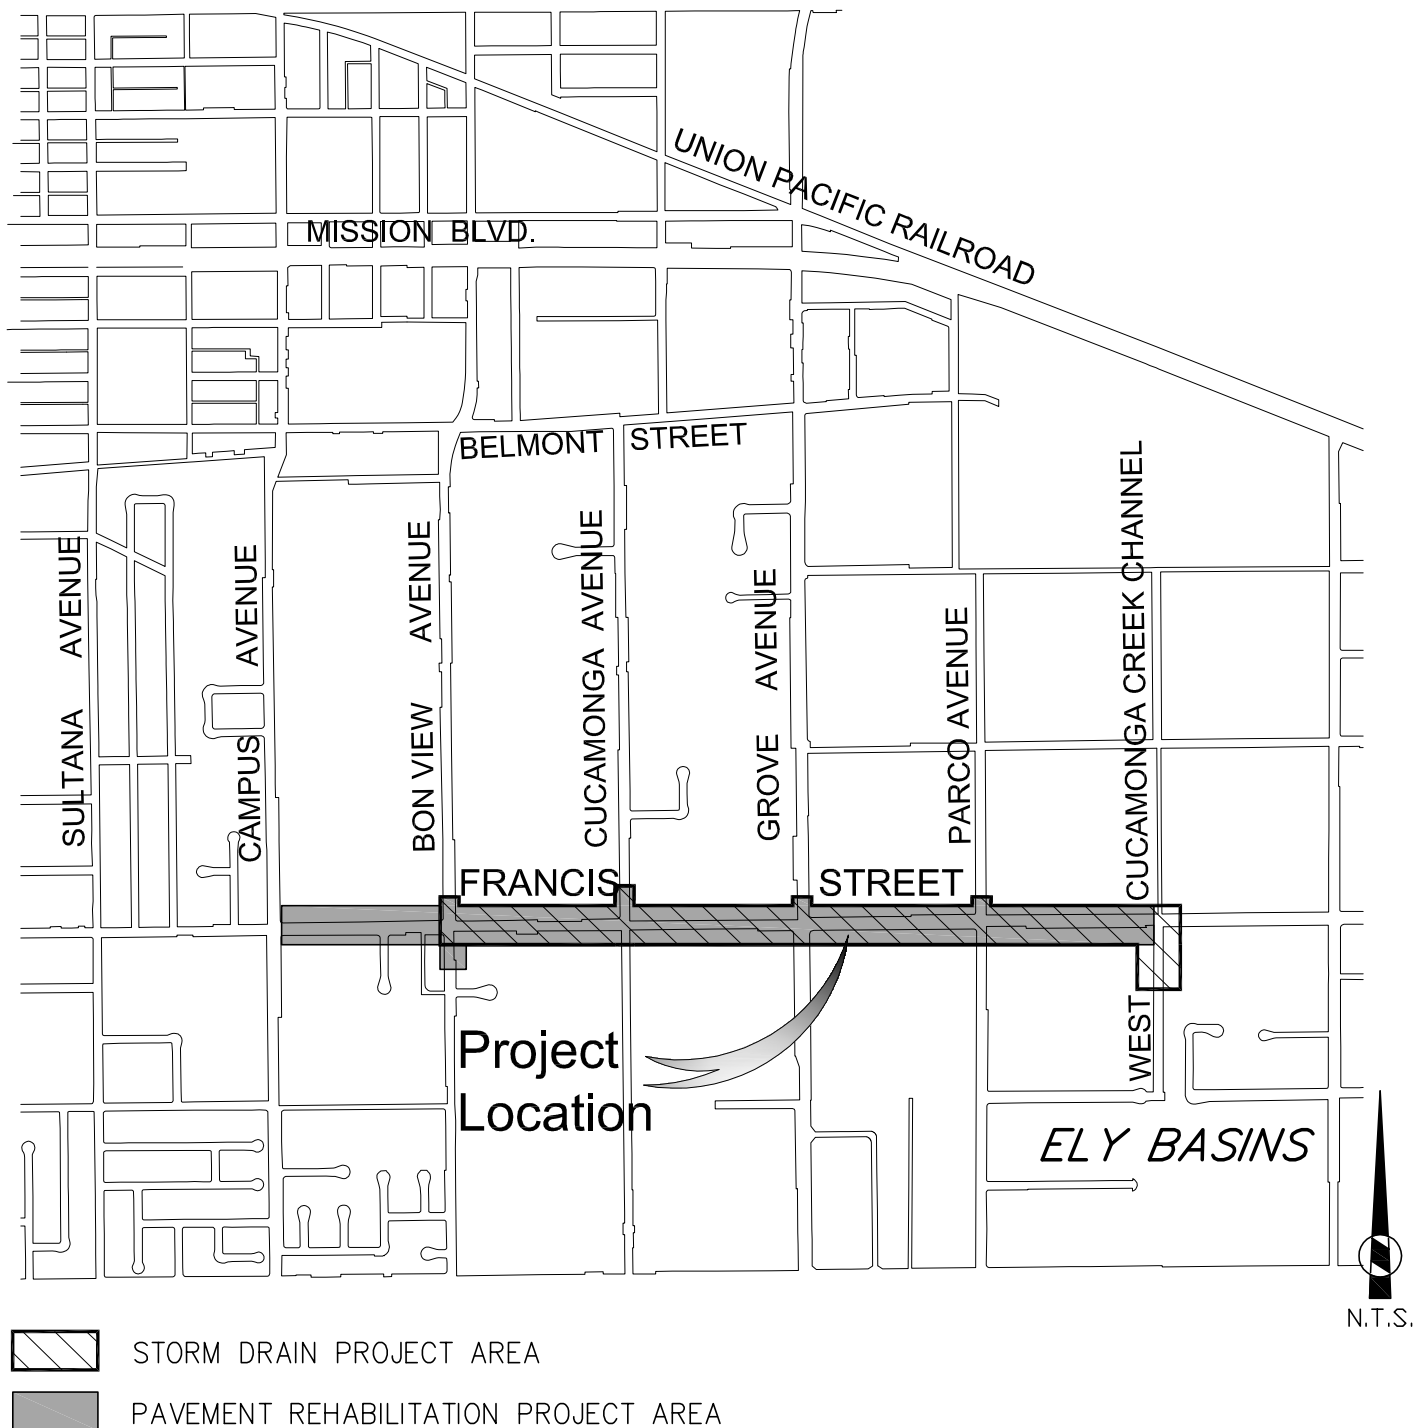 UNION PACIFIC RAILROAD
MISSION BLVD.
BELMONT STREET
SULTANA AVENUE
CAMPUS AVENUE
BON VIEW AVENUE
CUCAMONGA AVENUE
GROVE AVENUE
PARCO AVENUE
WEST CUCAMONGA CREEK CHANNEL
FRANCIS STREET
Project
Location
ELY BASINS
N.T.S.
STORM DRAIN PROJECT AREA
PAVEMENT REHABILITATION PROJECT AREA